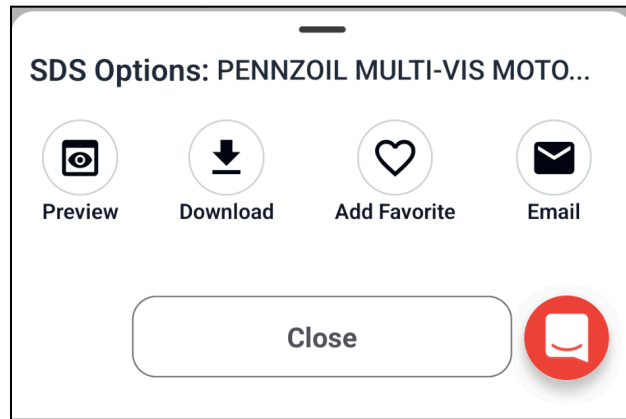 SDS Options: PENNZOIL MULTI-VIS MOTO...
Preview Download Add Favorite Email
Close